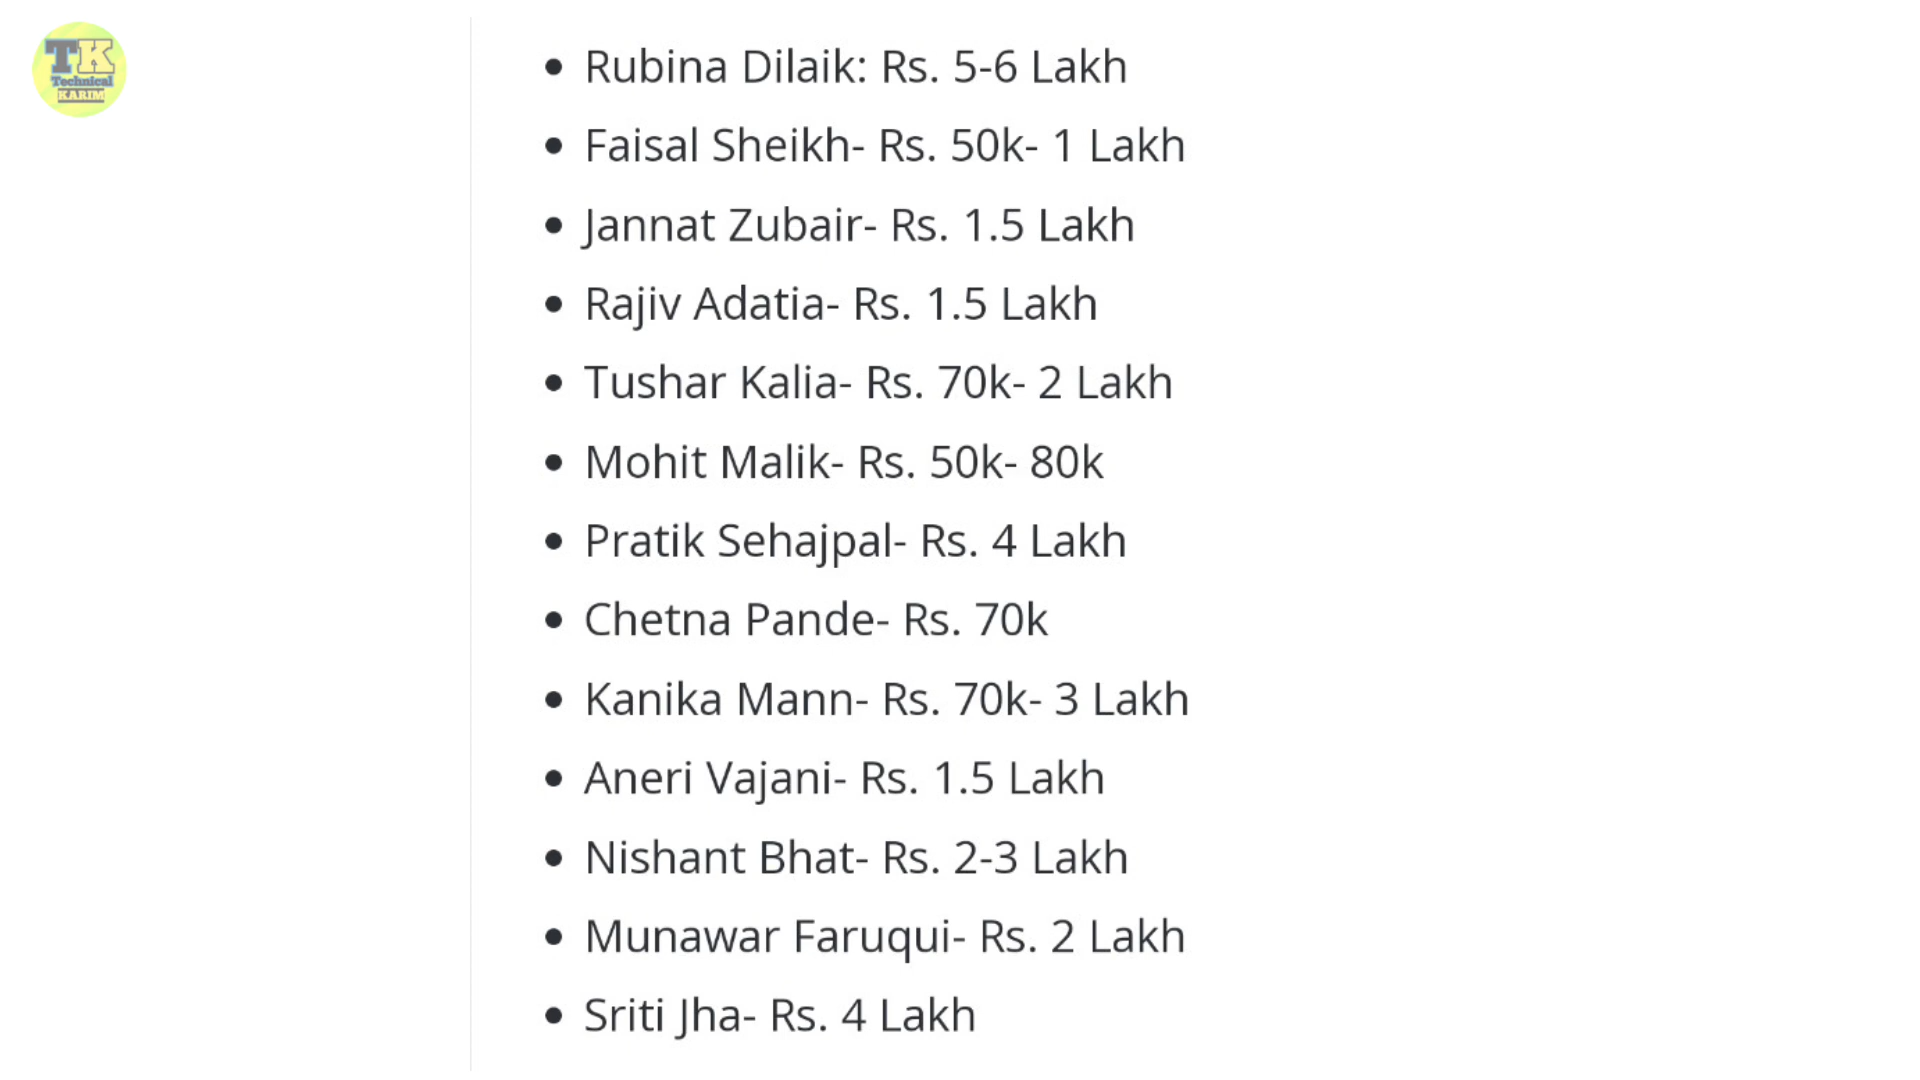 TK
Technical
KARIM
Rubina Dilaik: Rs. 5-6 Lakh
Faisal Sheikh- Rs. 50k- 1 Lakh
Jannat Zubair- Rs. 1.5 Lakh
Rajiv Adatia- Rs. 1.5 Lakh
Tushar Kalia- Rs. 70k- 2 Lakh
Mohit Malik- Rs. 50k- 80k
Pratik Sehajpal- Rs. 4 Lakh
Chetna Pande- Rs. 70k
Kanika Mann- Rs. 70k- 3 Lakh
Aneri Vajani- Rs. 1.5 Lakh
Nishant Bhat- Rs. 2-3 Lakh
Munawar Faruqui- Rs. 2 Lakh
Sriti Jha- Rs. 4 Lakh